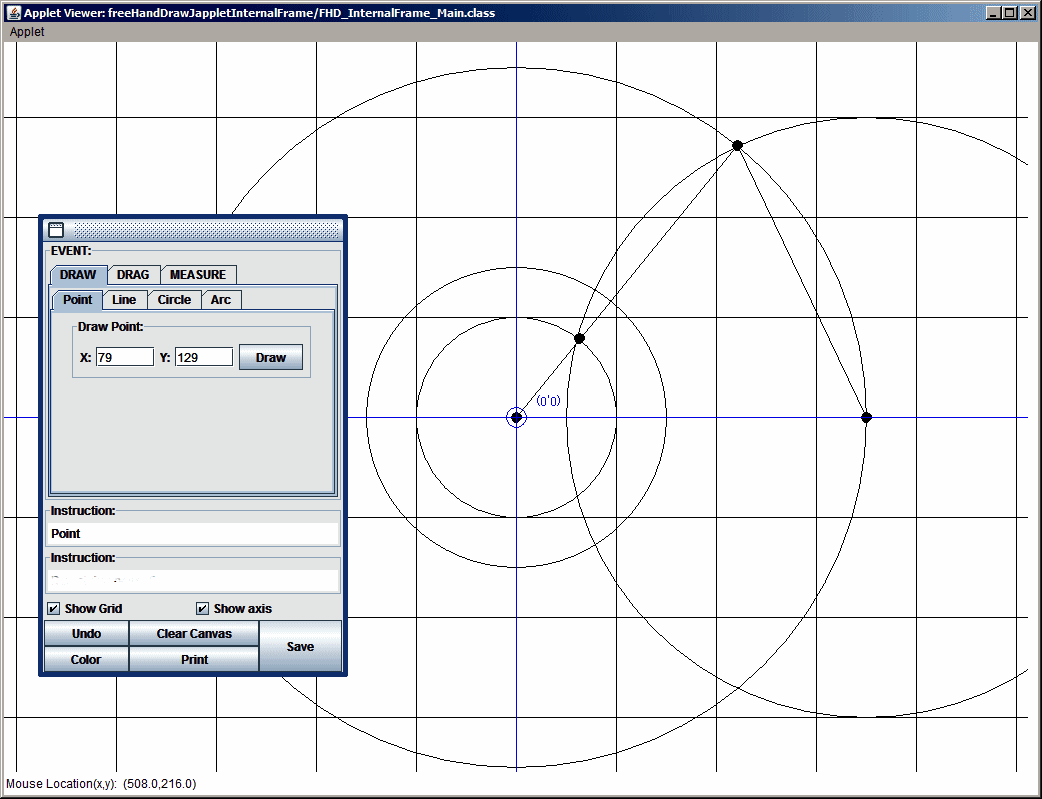 Applet Viewer: freeHandDrawJappletInternalFrame/FHD_InternalFrame_Main.class
Applet
EVENT:
DRAW DRAG MEASURE
Point Line Circle Arc
Draw Point:
X: 79 Y: 129 Draw
(0'0)
Instruction:
Point
Instruction:
Show Grid Show axis
Undo Clear Canvas Save
Color Print
Mouse Location(x,y): (508.0,216.0)